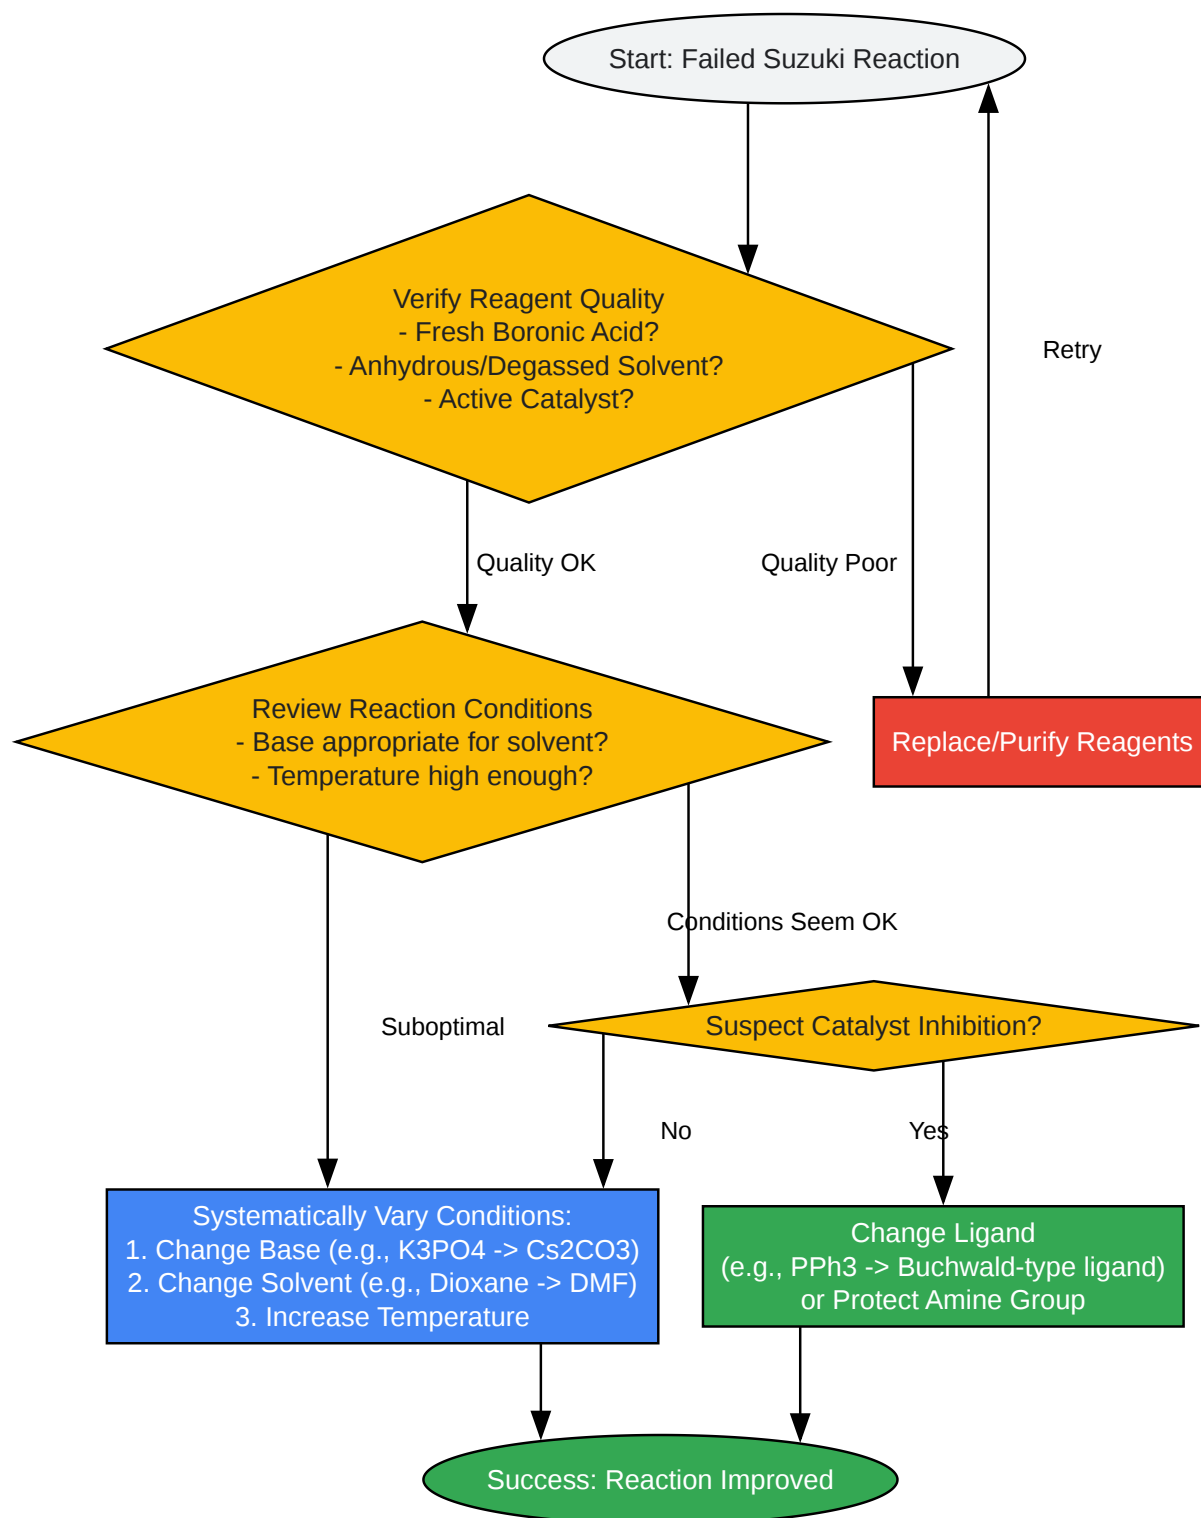 Start: Failed Suzuki Reaction
Verify Reagent Quality
- Fresh Boronic Acid?
- Anhydrous/Degassed Solvent?
- Active Catalyst?
Retry
Quality OK
Quality Poor
Review Reaction Conditions
- Base appropriate for solvent?
- Temperature high enough?
Replace/Purify Reagents
Conditions Seem OK
Suboptimal
Suspect Catalyst Inhibition?
No
Yes
Systematically Vary Conditions:
1. Change Base (e.g., K3PO4 -> Cs2CO3)
2. Change Solvent (e.g., Dioxane -> DMF)
3. Increase Temperature
Change Ligand
(e.g., PPh3 -> Buchwald-type ligand)
or Protect Amine Group
Success: Reaction Improved